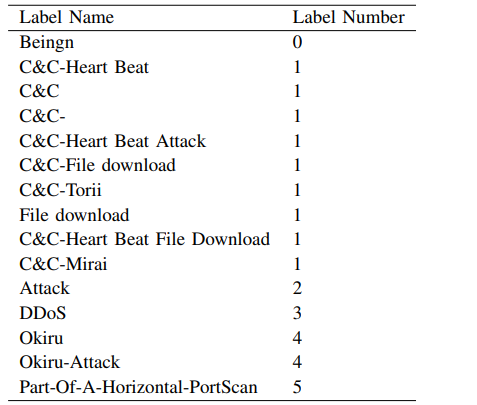 Label Name Label Number
Beingn 0
C&C-Heart Beat 1
C&C 1
C&C- 1
C&C-Heart Beat Attack 1
C&C-File download 1
C&C-Torii 1
File download 1
C&C-Heart Beat File Download 1
C&C-Mirai 1
Attack 2
DDoS 3
Okiru 4
Okiru-Attack 4
Part-Of-A-Horizontal-PortScan 5